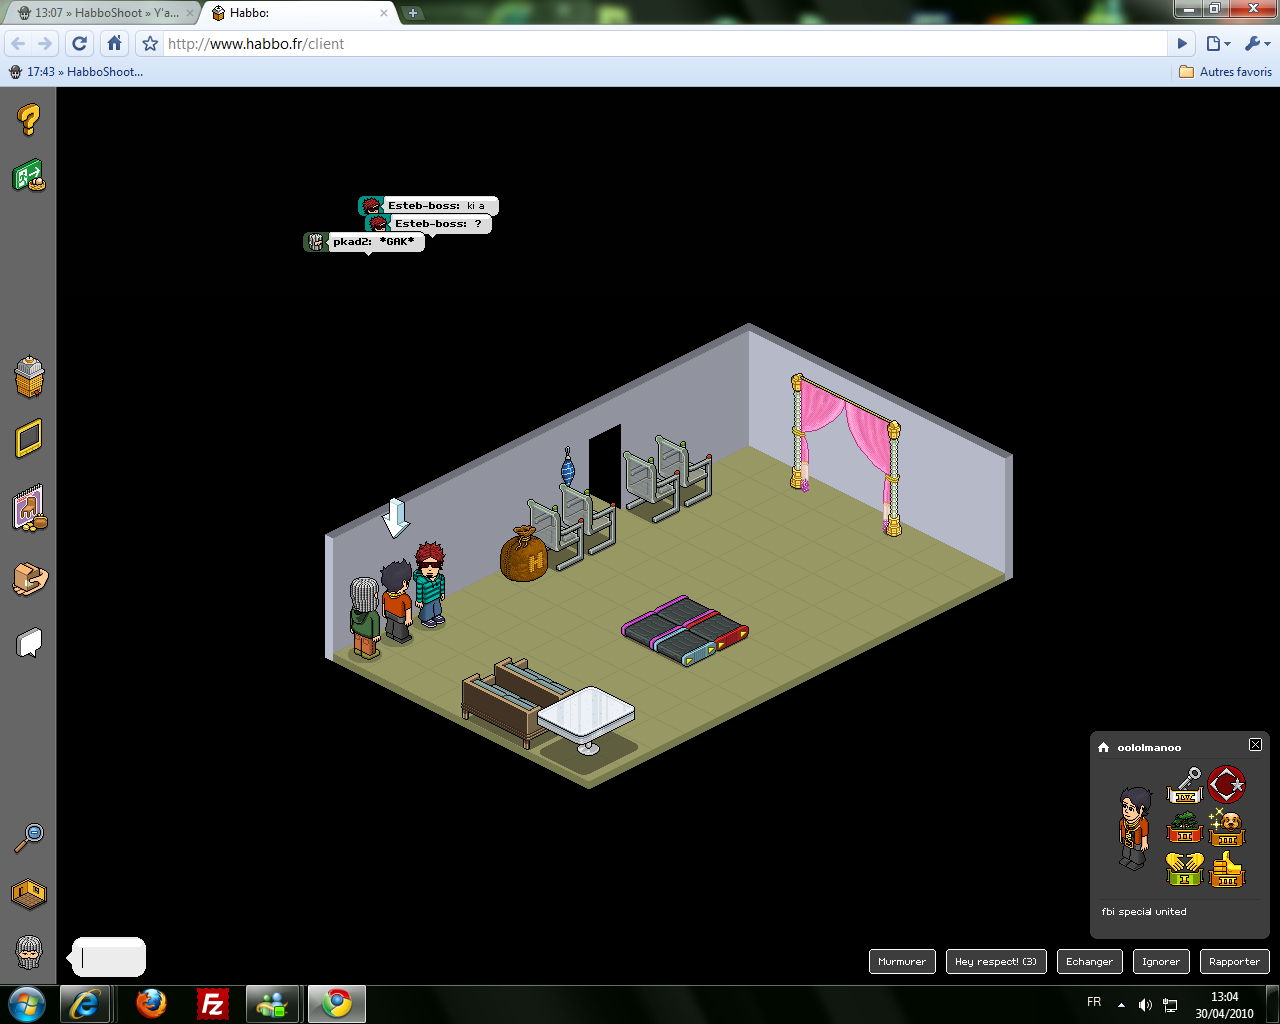 13:07 » HabboShoot » Y'a...
Habbo:
http://www.habbo.fr/client
17:43 » HabboShoot...
Autres favoris
Esteb-boss: ki a
Esteb-boss: ?
pkad2: *GAK*
H
oololmanoo
fbi special united
Murmurer
Hey respect! (3)
Echanger
Ignorer
Rapporter
FR
13:04
30/04/2010